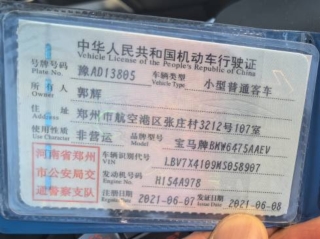 中华人民共和国机动车行驶证
Vehicle License of the People's Republic of China
号牌号码 豫AD13805 车辆类型 小型普通客车
Plate No. Vehicle Type
所有人 郭辉
Owner
住址 郑州市航空港区张庄村3212号107室
Address
使用性质 非营运 品牌型号 宝马牌BMW6475AAEV
Use Character Model
河南省郑州市公安局交通警察支队
车辆识别代号 LBV7X4109MS058907
VIN
发动机号码 H154A978
Engine No.
注册日期 2021-06-07 发证日期 2021-06-08
Register Date Issue Date